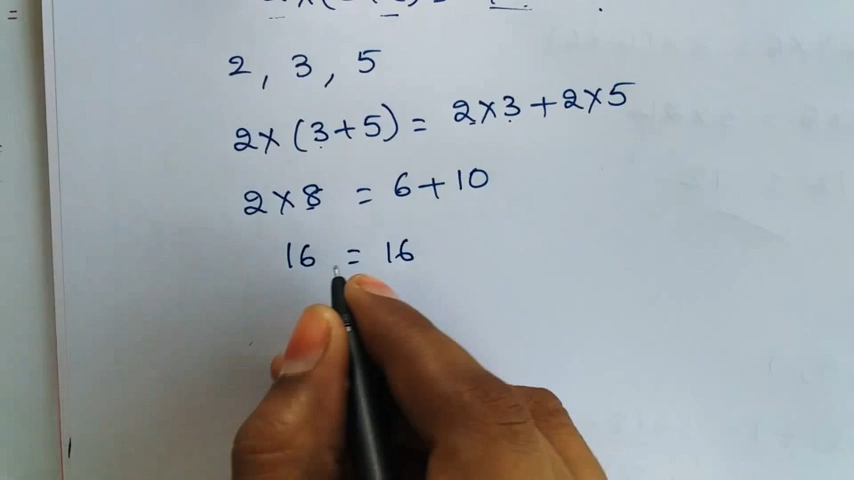 2 , 3 , 5
2×(3+5) = 2×3+2×5
2×8 = 6+10
16 = 16